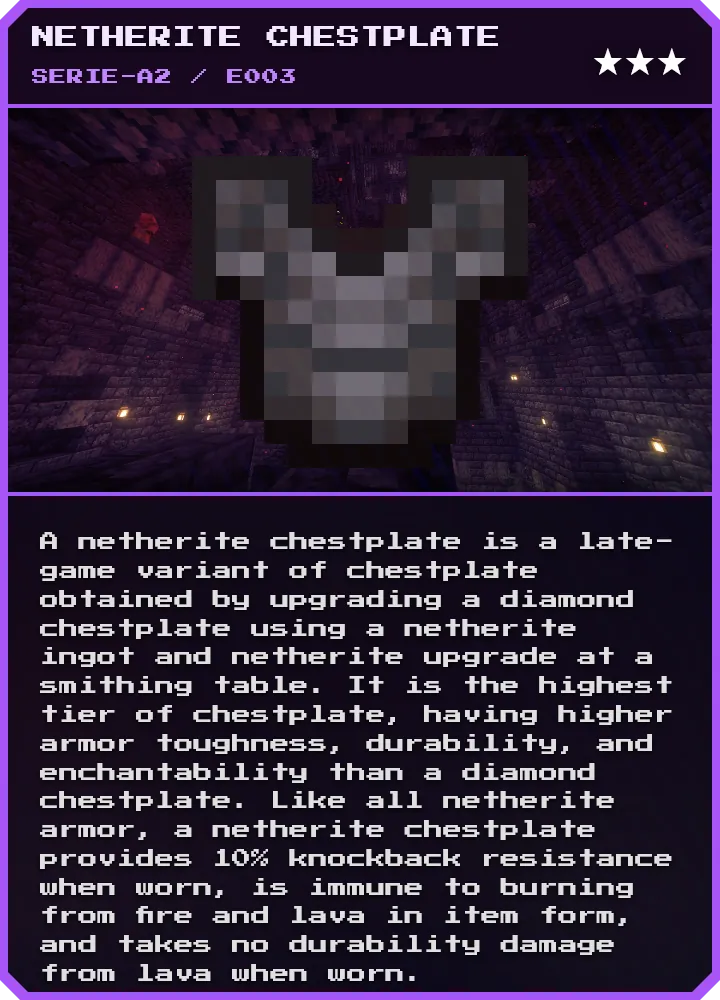 NETHERITE CHESTPLATE
SERIE-A2 / E003
★★★
A netherite chestplate is a late-
game variant of chestplate
obtained by upgrading a diamond
chestplate using a netherite
ingot and netherite upgrade at a
smithing table. It is the highest
tier of chestplate, having higher
armor toughness, durability, and
enchantability than a diamond
chestplate. Like all netherite
armor, a netherite chestplate
provides 10% knockback resistance
when worn, is immune to burning
from fire and lava in item form,
and takes no durability damage
from lava when worn.